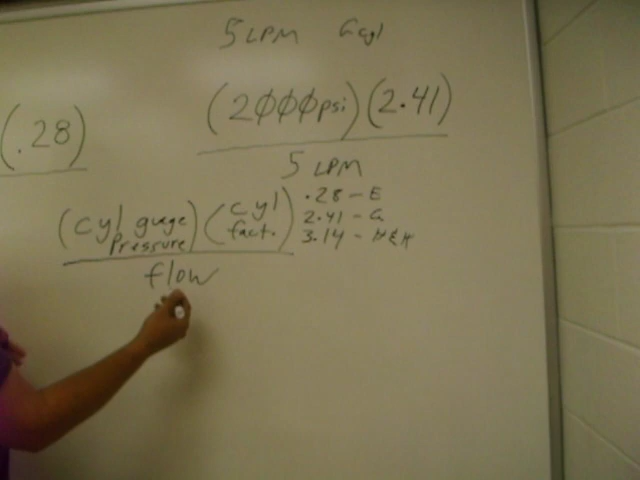 5 LPM G cyl
(2000psi)(2.41)
5 LPM
(.28)
(cyl guage Pressure)(cyl fact.)
flow
.28 - E
2.41 - G
3.14 - H & K